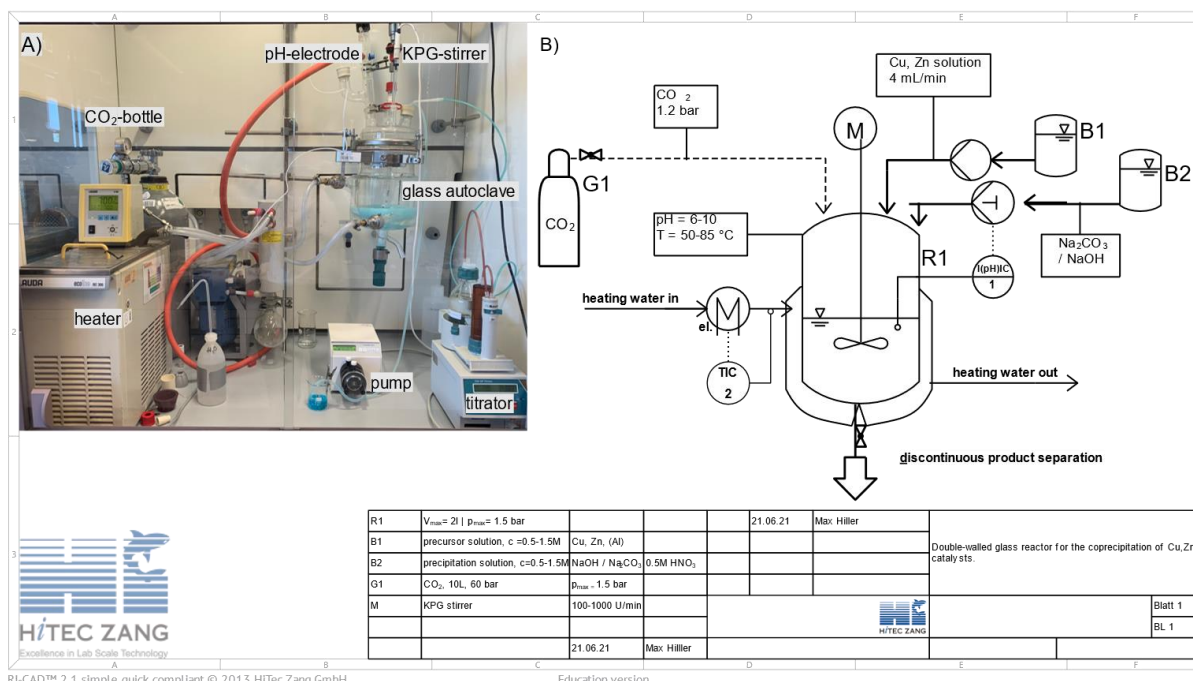 A B C D E F
A)
pH-electrode
KPG-stirrer
CO₂-bottle
glass autoclave
heater
pump
titrator
LAUDA
B)
Cu, Zn solution
4 mL/min
CO ₂
1.2 bar
M
B1
B2
G1
CO₂
pH = 6-10
T = 50-85 °C
Na₂CO₃
/ NaOH
R1
I(pH)IC
1
heating water in
M
el.
TIC
2
heating water out
discontinuous product separation
1
2
3
R1 Vmax= 2l | pmax= 1.5 bar 21.06.21 Max Hiller
B1 precursor solution, c =0.5-1.5M Cu, Zn, (Al)
B2 precipitation solution, c=0.5-1.5M NaOH / Na₂CO₃ 0.5M HNO₃
G1 CO₂, 10L, 60 bar pmax = 1.5 bar
M KPG stirrer 100-1000 U/min
21.06.21 Max Hilller
Double-walled glass reactor for the coprecipitation of Cu,Zn
catalysts.
HiTEC ZANG
Blatt 1
BL 1
HiTEC ZANG
Excellence in Lab Scale Technology
A B C D E F
RI-CAD™ 2.1 simple quick compliant © 2013 HiTec Zang GmbH
Education version